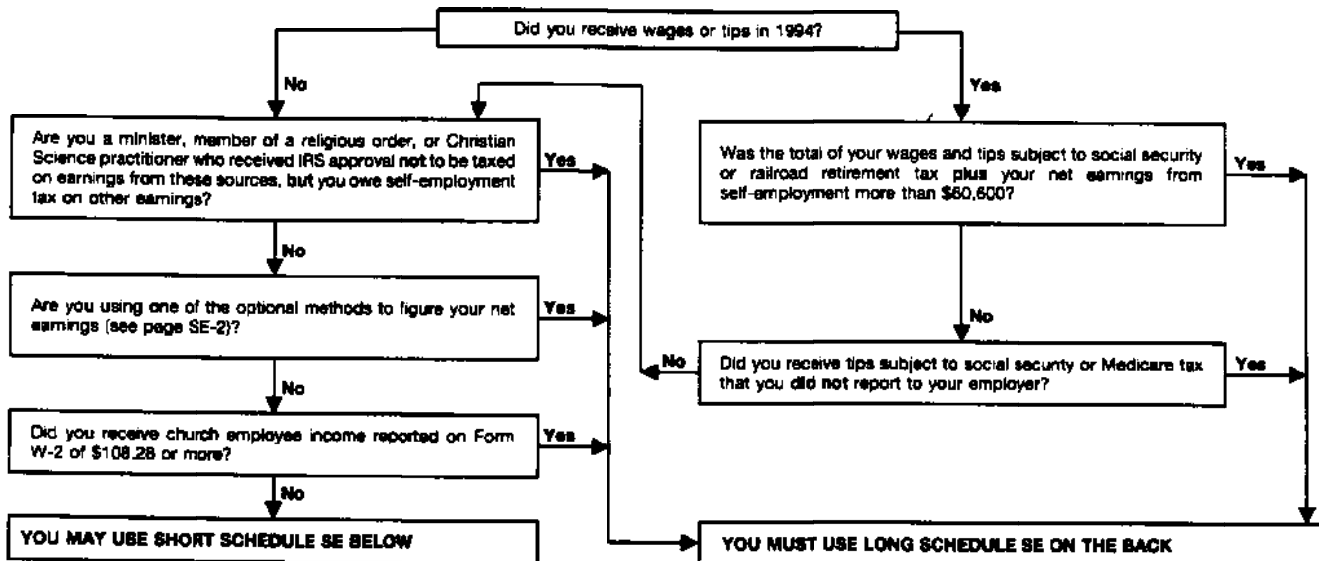 Did you receive wages or tips in 1994?
No
Yes
Are you a minister, member of a religious order, or Christian
Science practitioner who received IRS approval not to be taxed
on earnings from these sources, but you owe self-employment
tax on other earnings?
Yes
Was the total of your wages and tips subject to social security
or railroad retirement tax plus your net earnings from
self-employment more than $60,600?
Yes
No
No
Are you using one of the optional methods to figure your net
earnings (see page SE-2)?
Yes
No
Did you receive tips subject to social security or Medicare tax
that you did not report to your employer?
Yes
No
Did you receive church employee income reported on Form
W-2 of $108.28 or more?
Yes
No
YOU MAY USE SHORT SCHEDULE SE BELOW
YOU MUST USE LONG SCHEDULE SE ON THE BACK